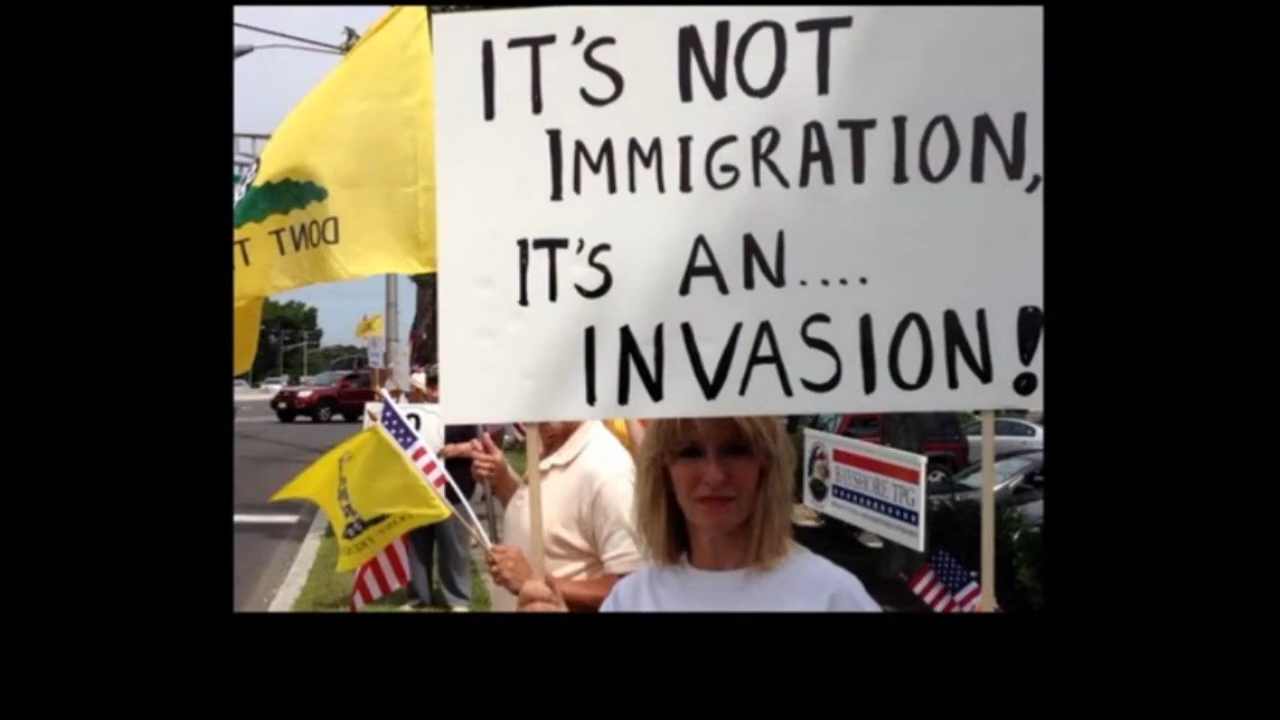 IT'S NOT
IMMIGRATION,
IT'S AN....
INVASION!
DONT T
BAYSHORE TPG